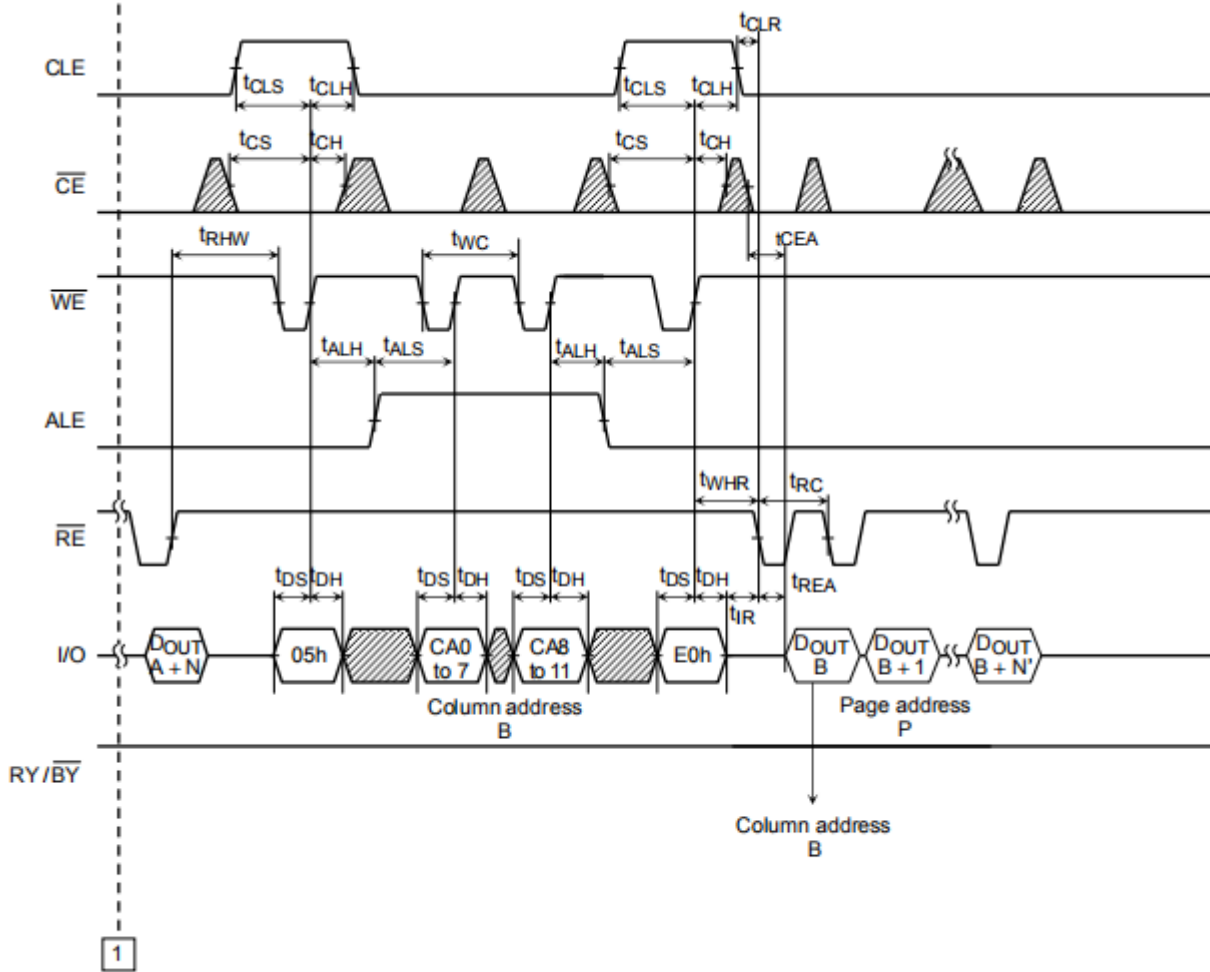 tCLR
CLE
tCLS tCLH tCLS tCLH
tCS tCH tCS tCH
CE
tCEA
tRHW tWC
WE
tALH tALS tALH tALS
ALE
tWHR tRC
RE
tDS tDH tDS tDH tDS tDH tDS tDH tREA
tIR
I/O
DOUT A + N
05h
CA0 to 7
CA8 to 11
E0h
DOUT B
DOUT B + 1
DOUT B + N'
Column address
B
Page address
P
RY/BY
Column address
B
1